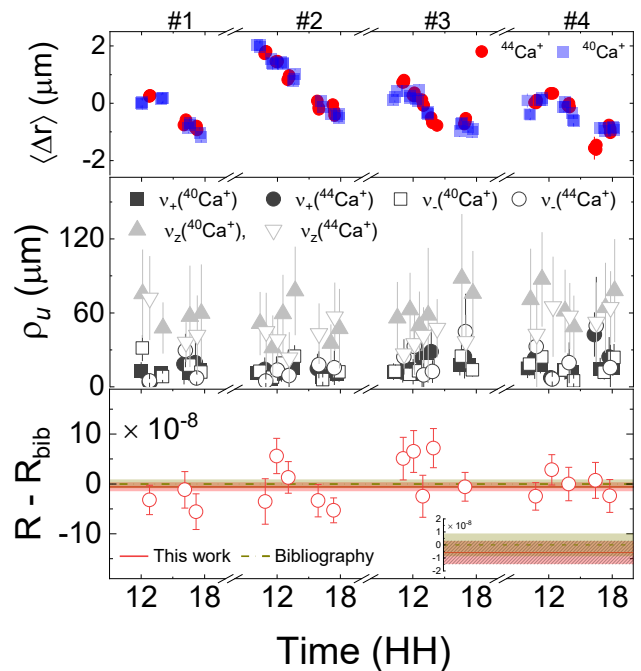 #1 #2 #3 #4
⟨Δr⟩ (μm)
2
0
-2
⁴⁴Ca⁺ ⁴⁰Ca⁺
ρᵤ (μm)
120
60
0
ν₊(⁴⁰Ca⁺) ν₊(⁴⁴Ca⁺) ν₋(⁴⁰Ca⁺) ν₋(⁴⁴Ca⁺)
ν_z(⁴⁰Ca⁺), ν_z(⁴⁴Ca⁺)
R - R_bib
× 10⁻⁸
10
0
-10
This work Bibliography
2
× 10⁻⁸
1
0
-1
-2
12 18 12 18 12 18 12 18
Time (HH)